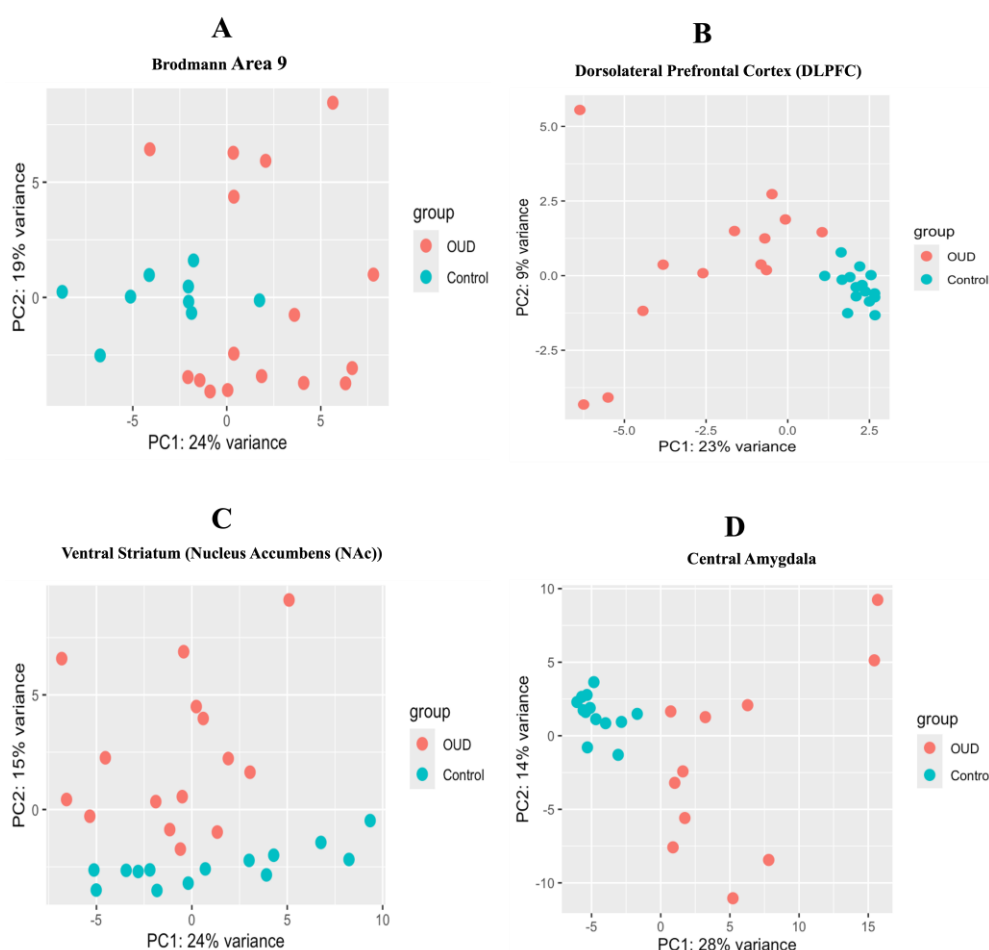 A
Brodmann Area 9
PC2: 19% variance
5
0
-5
0
5
PC1: 24% variance
group
OUD
Control
B
Dorsolateral Prefrontal Cortex (DLPFC)
PC2: 9% variance
5.0
2.5
0.0
-2.5
-5.0
-2.5
0.0
2.5
PC1: 23% variance
group
OUD
Control
C
Ventral Striatum (Nucleus Accumbens (NAc))
PC2: 15% variance
5
0
-5
0
5
10
PC1: 24% variance
group
OUD
Control
D
Central Amygdala
PC2: 14% variance
10
5
0
-5
-10
-5
0
5
10
15
PC1: 28% variance
group
OUD
Contro